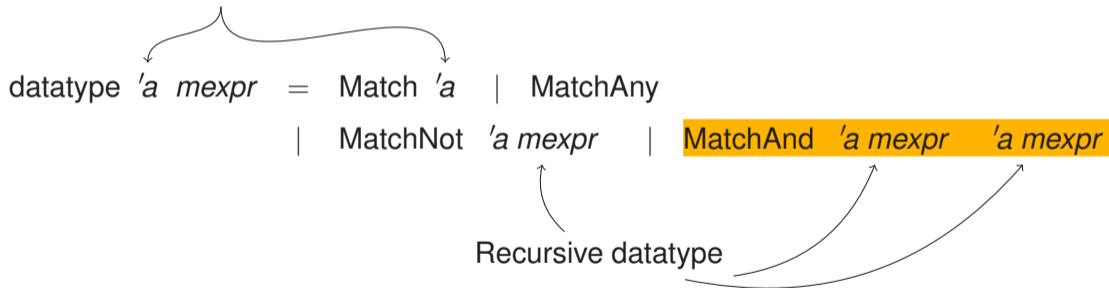 datatype 'a mexpr = Match 'a | MatchAny
| MatchNot 'a mexpr | MatchAnd 'a mexpr 'a mexpr
Recursive datatype